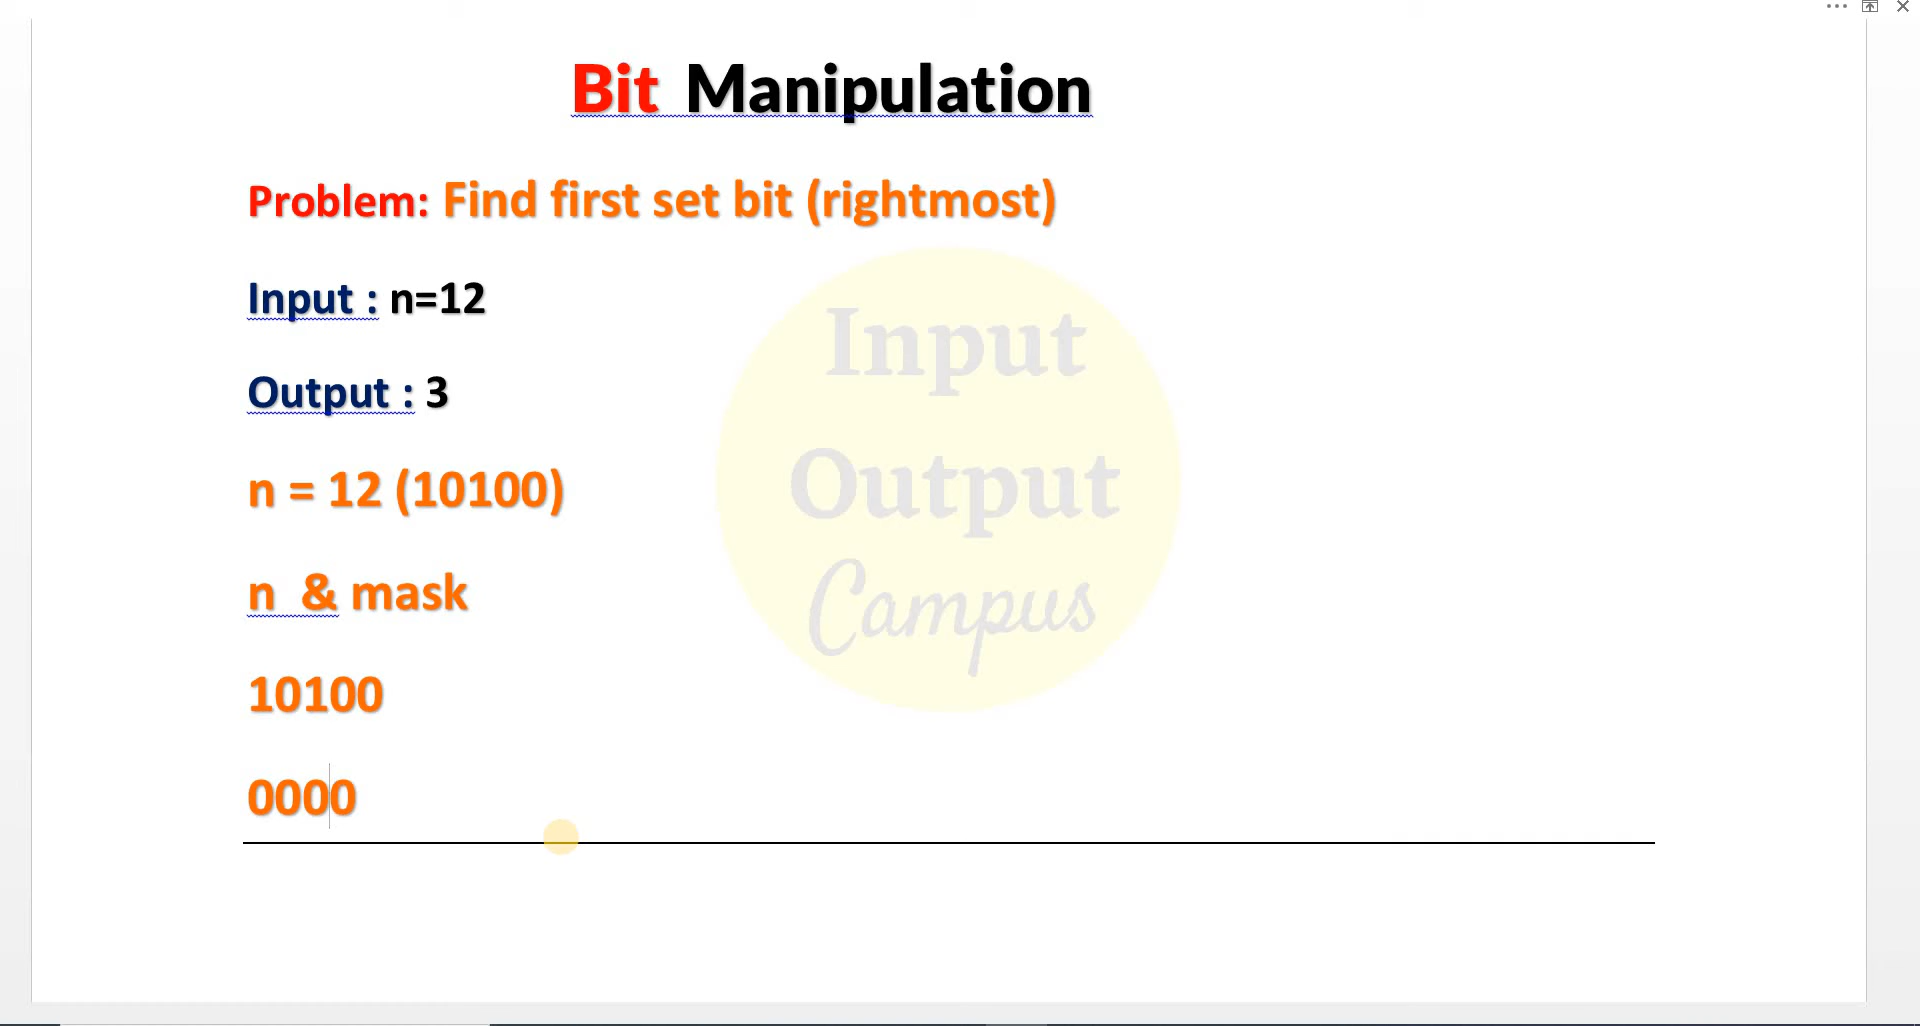 Bit Manipulation
Problem: Find first set bit (rightmost)
Input : n=12
Output : 3
n = 12 (10100)
n & mask
10100
0000
Input
Output
Campus